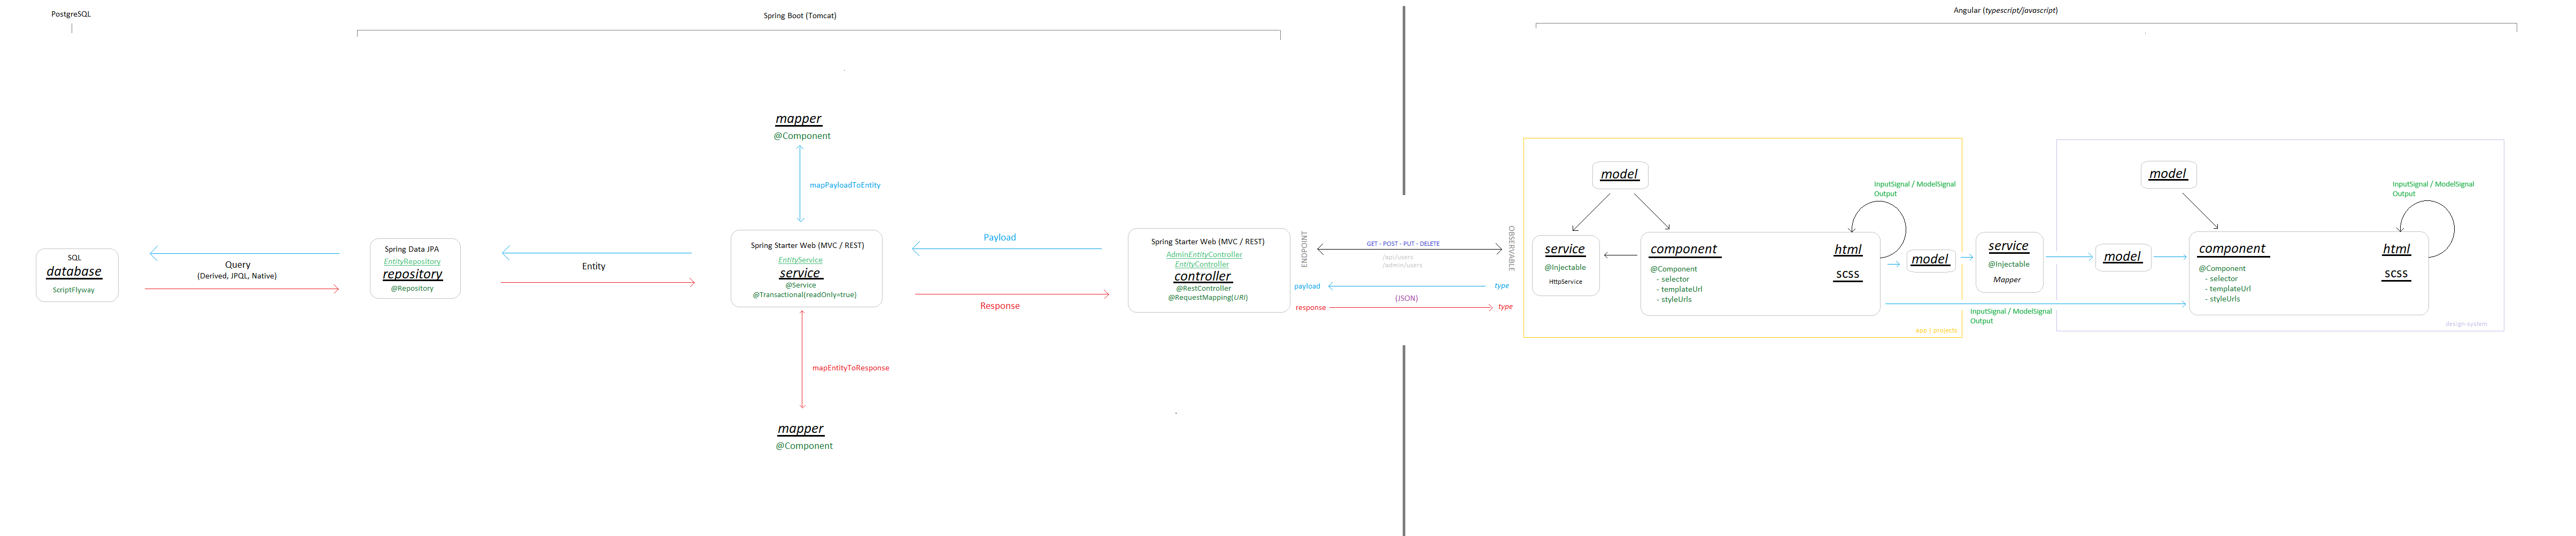 PostgreSQL
Spring Boot (Tomcat)
Angular (typescript/javascript)
mapper
@Component
mapPayloadToEntity
SQL
database
ScriptFlyway
Query
(Derived, JPQL, Native)
Spring Data JPA
EntityRepository
repository
@Repository
Entity
Spring Starter Web (MVC / REST)
EntityService
service
@Service
@Transactional(readOnly=true)
Payload
Response
Spring Starter Web (MVC / REST)
AdminEntityController
EntityController
controller
@RestController
@RequestMapping(URI)
mapEntityToResponse
mapper
@Component
ENDPOINT
GET - POST - PUT - DELETE
/api/users
/admin/users
payload
type
(JSON)
response
type
OBSERVABLE
model
service
@Injectable
HttpService
component
@Component
- selector
- templateUrl
- styleUrls
html
scss
InputSignal / ModelSignal
Output
model
app | projects
service
@Injectable
Mapper
InputSignal / ModelSignal
Output
model
model
component
@Component
- selector
- templateUrl
- styleUrls
html
scss
InputSignal / ModelSignal
Output
design-system